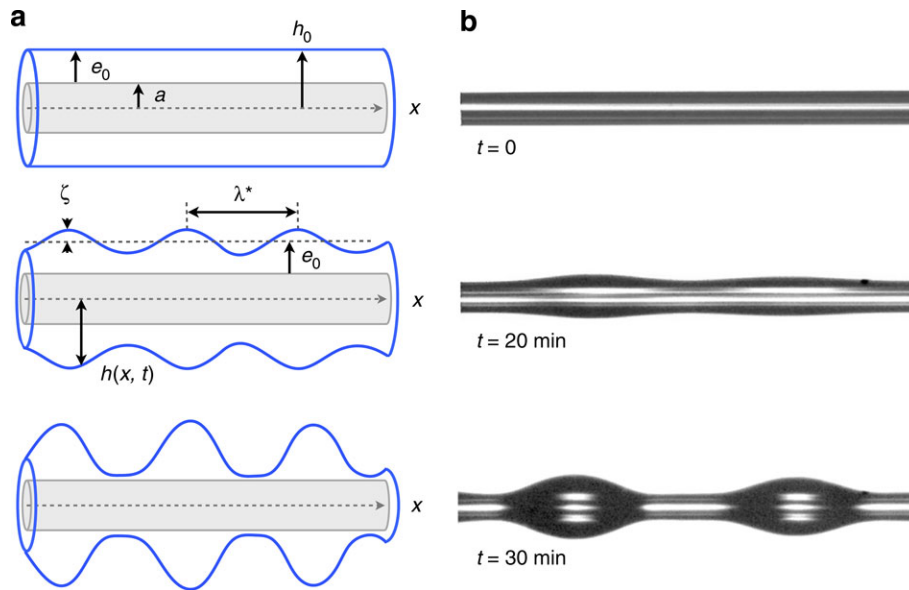 a
h0
e0
a
x
ζ
λ*
e0
x
h(x, t)
x
b
t = 0
t = 20 min
t = 30 min